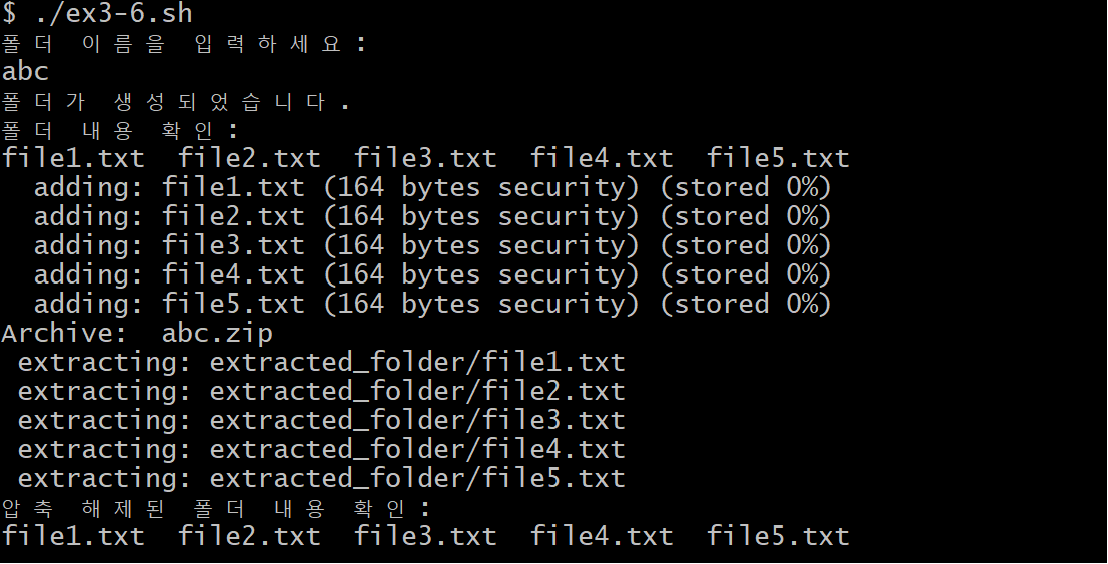 $ ./ex3-6.sh
폴더 이름을 입력하세요:
abc
폴더가 생성되었습니다.
폴더 내용 확인:
file1.txt  file2.txt  file3.txt  file4.txt  file5.txt
  adding: file1.txt (164 bytes security) (stored 0%)
  adding: file2.txt (164 bytes security) (stored 0%)
  adding: file3.txt (164 bytes security) (stored 0%)
  adding: file4.txt (164 bytes security) (stored 0%)
  adding: file5.txt (164 bytes security) (stored 0%)
Archive:  abc.zip
 extracting: extracted_folder/file1.txt
 extracting: extracted_folder/file2.txt
 extracting: extracted_folder/file3.txt
 extracting: extracted_folder/file4.txt
 extracting: extracted_folder/file5.txt
압축 해제된 폴더 내용 확인:
file1.txt  file2.txt  file3.txt  file4.txt  file5.txt